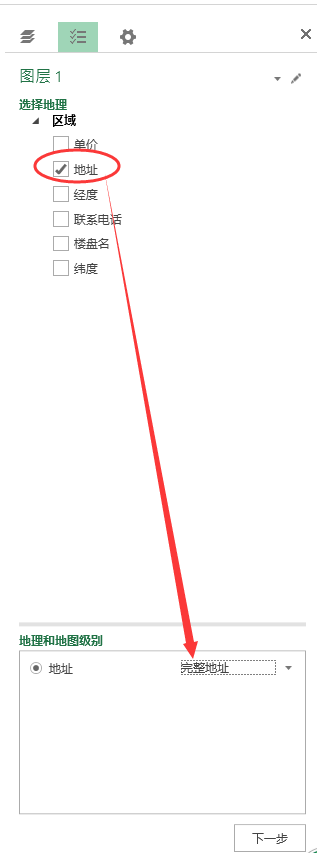 图层 1
选择地理
区域
单价
地址
经度
联系电话
楼盘名
纬度
地理和地图级别
地址 完整地址
下一步